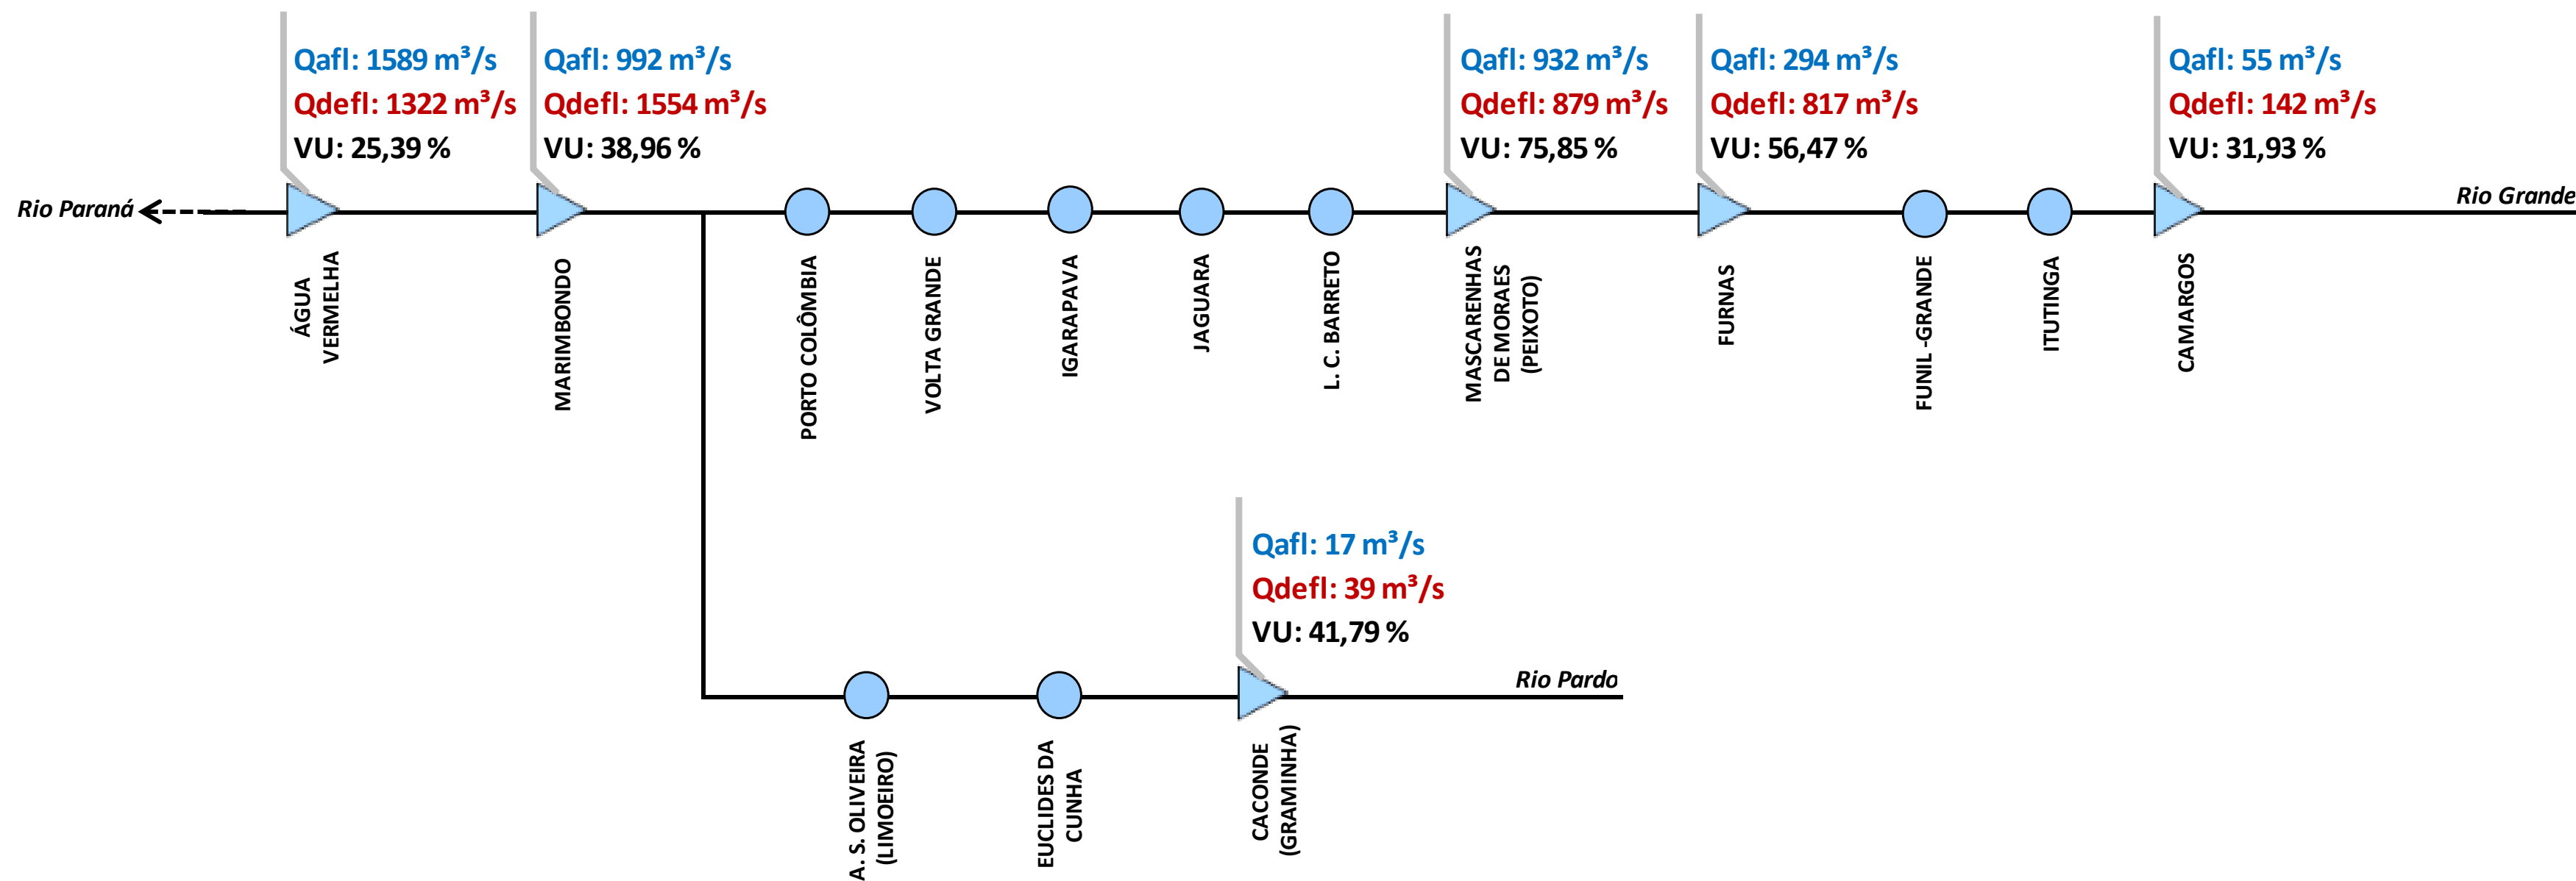 Qafl: 1589 m³/s
Qdefl: 1322 m³/s
VU: 25,39 %
Qafl: 992 m³/s
Qdefl: 1554 m³/s
VU: 38,96 %
Qafl: 932 m³/s
Qdefl: 879 m³/s
VU: 75,85 %
Qafl: 294 m³/s
Qdefl: 817 m³/s
VU: 56,47 %
Qafl: 55 m³/s
Qdefl: 142 m³/s
VU: 31,93 %
Rio Paraná
Rio Grande
ÁGUA
VERMELHA
MARIMBONDO
PORTO COLÔMBIA
VOLTA GRANDE
IGARAPAVA
JAGUARA
L. C. BARRETO
MASCARENHAS
DE MORAES
(PEIXOTO)
FURNAS
FUNIL -GRANDE
ITUTINGA
CAMARGOS
Qafl: 17 m³/s
Qdefl: 39 m³/s
VU: 41,79 %
Rio Pardo
A. S. OLIVEIRA
(LIMOEIRO)
EUCLIDES DA
CUNHA
CACONDE
(GRAMINHA)